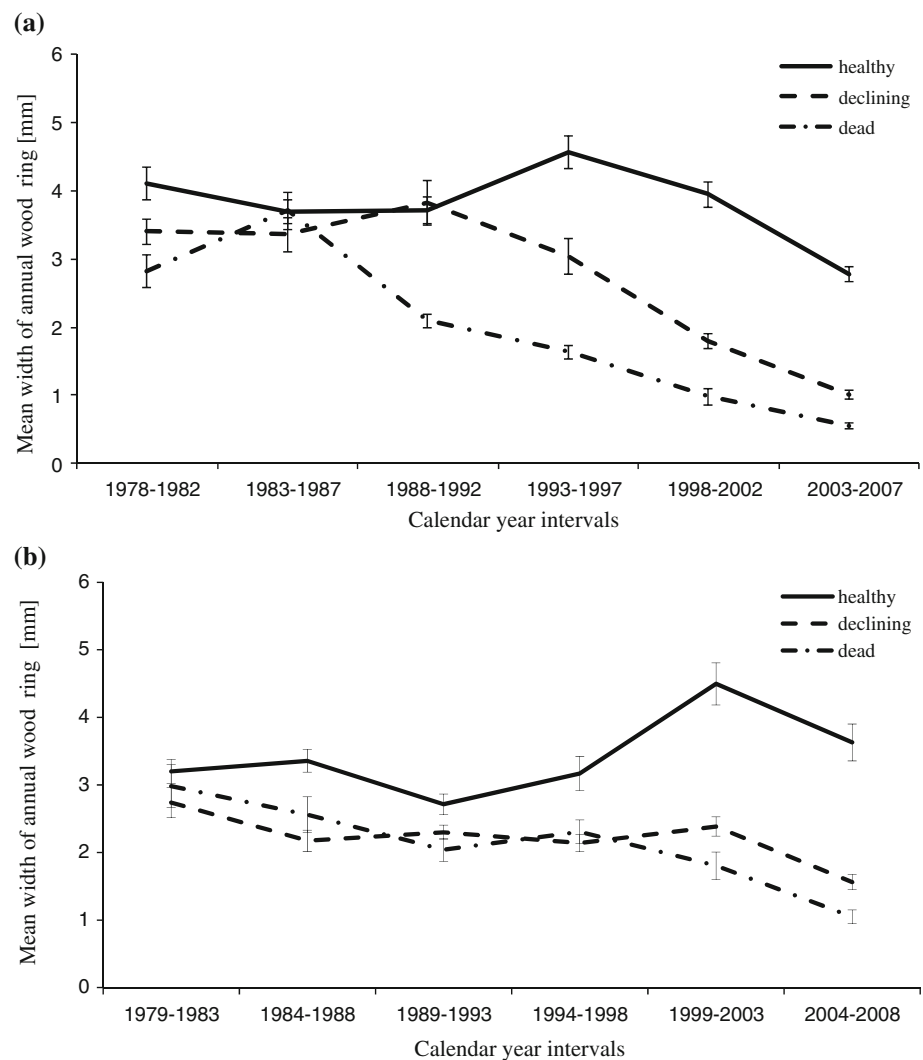 (a)
6
5
4
3
2
1
0
Mean width of annual wood ring [mm]
healthy
declining
dead
1978-1982 1983-1987 1988-1992 1993-1997 1998-2002 2003-2007
Calendar year intervals
(b)
6
5
4
3
2
1
0
Mean width of annual wood ring [mm]
healthy
declining
dead
1979-1983 1984-1988 1989-1993 1994-1998 1999-2003 2004-2008
Calendar year intervals